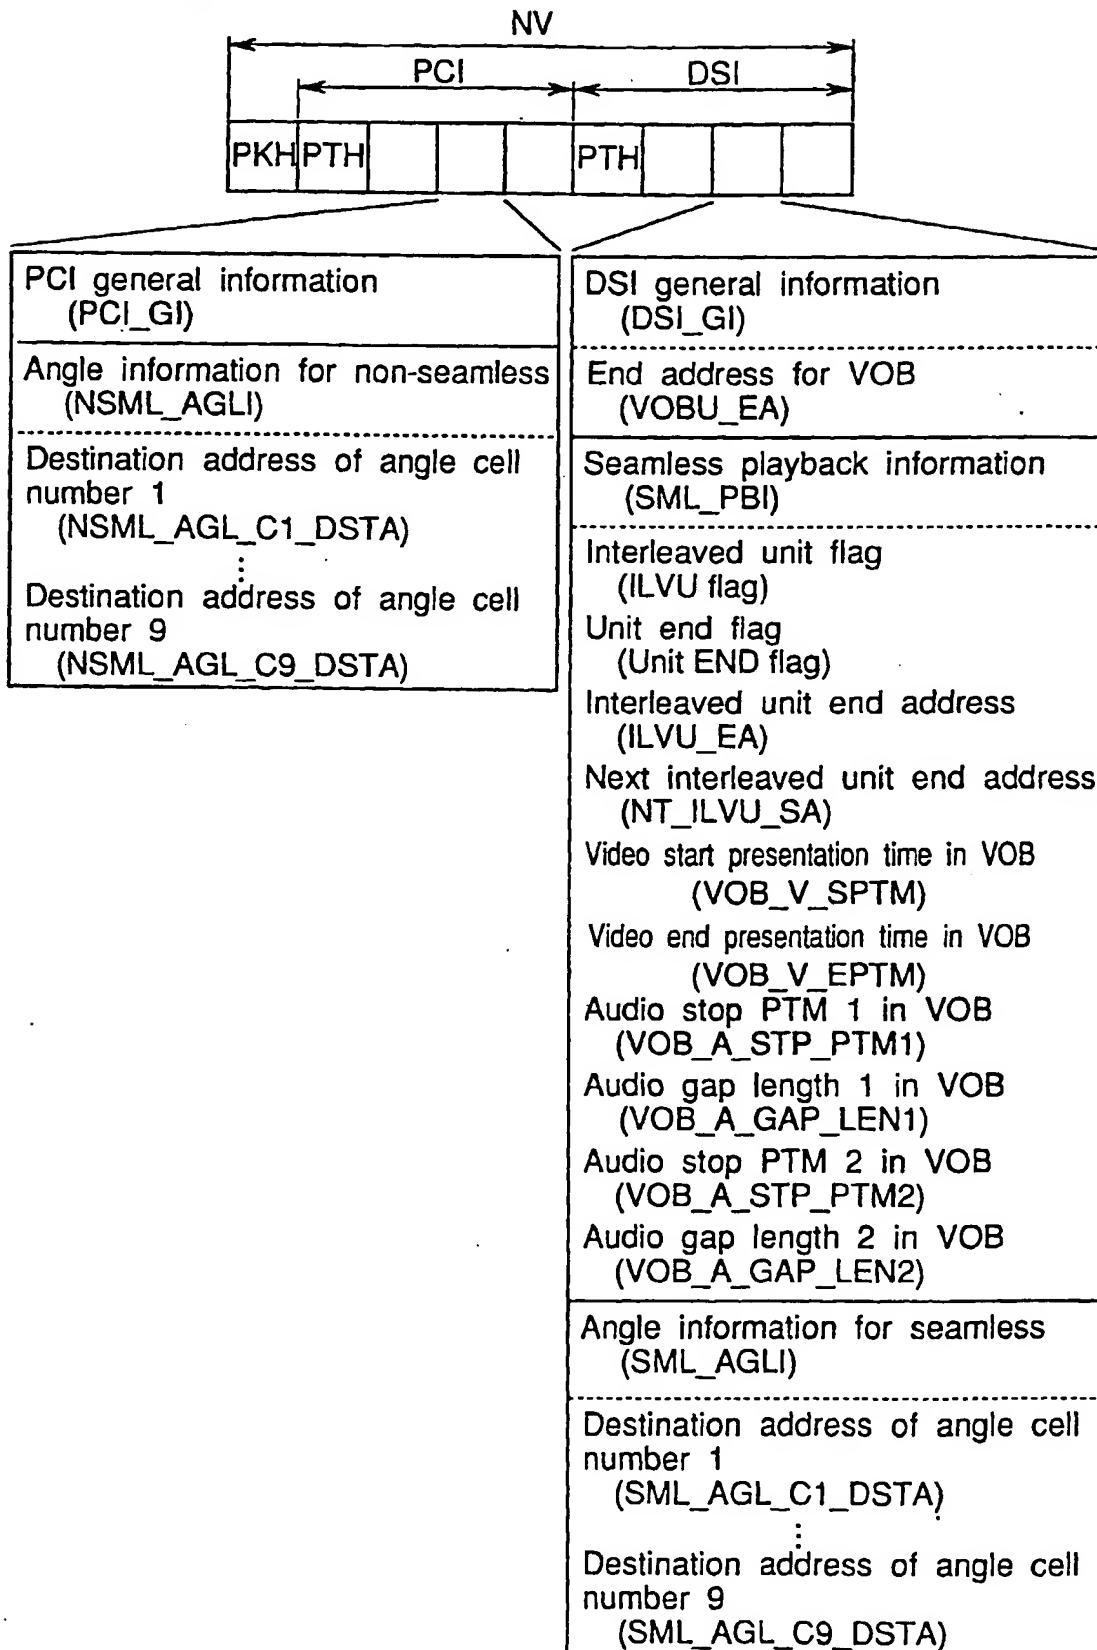 NV
PCI DSI
PKH PTH PTH
PCI general information
(PCI_GI)
Angle information for non-seamless
(NSML_AGLI)
Destination address of angle cell
number 1
(NSML_AGL_C1_DSTA)
⋮
Destination address of angle cell
number 9
(NSML_AGL_C9_DSTA)
DSI general information
(DSI_GI)
End address for VOB
(VOBU_EA)
Seamless playback information
(SML_PBI)
Interleaved unit flag
(ILVU flag)
Unit end flag
(Unit END flag)
Interleaved unit end address
(ILVU_EA)
Next interleaved unit end address
(NT_ILVU_SA)
Video start presentation time in VOB
(VOB_V_SPTM)
Video end presentation time in VOB
(VOB_V_EPTM)
Audio stop PTM 1 in VOB
(VOB_A_STP_PTM1)
Audio gap length 1 in VOB
(VOB_A_GAP_LEN1)
Audio stop PTM 2 in VOB
(VOB_A_STP_PTM2)
Audio gap length 2 in VOB
(VOB_A_GAP_LEN2)
Angle information for seamless
(SML_AGLI)
Destination address of angle cell
number 1
(SML_AGL_C1_DSTA)
⋮
Destination address of angle cell
number 9
(SML_AGL_C9_DSTA)